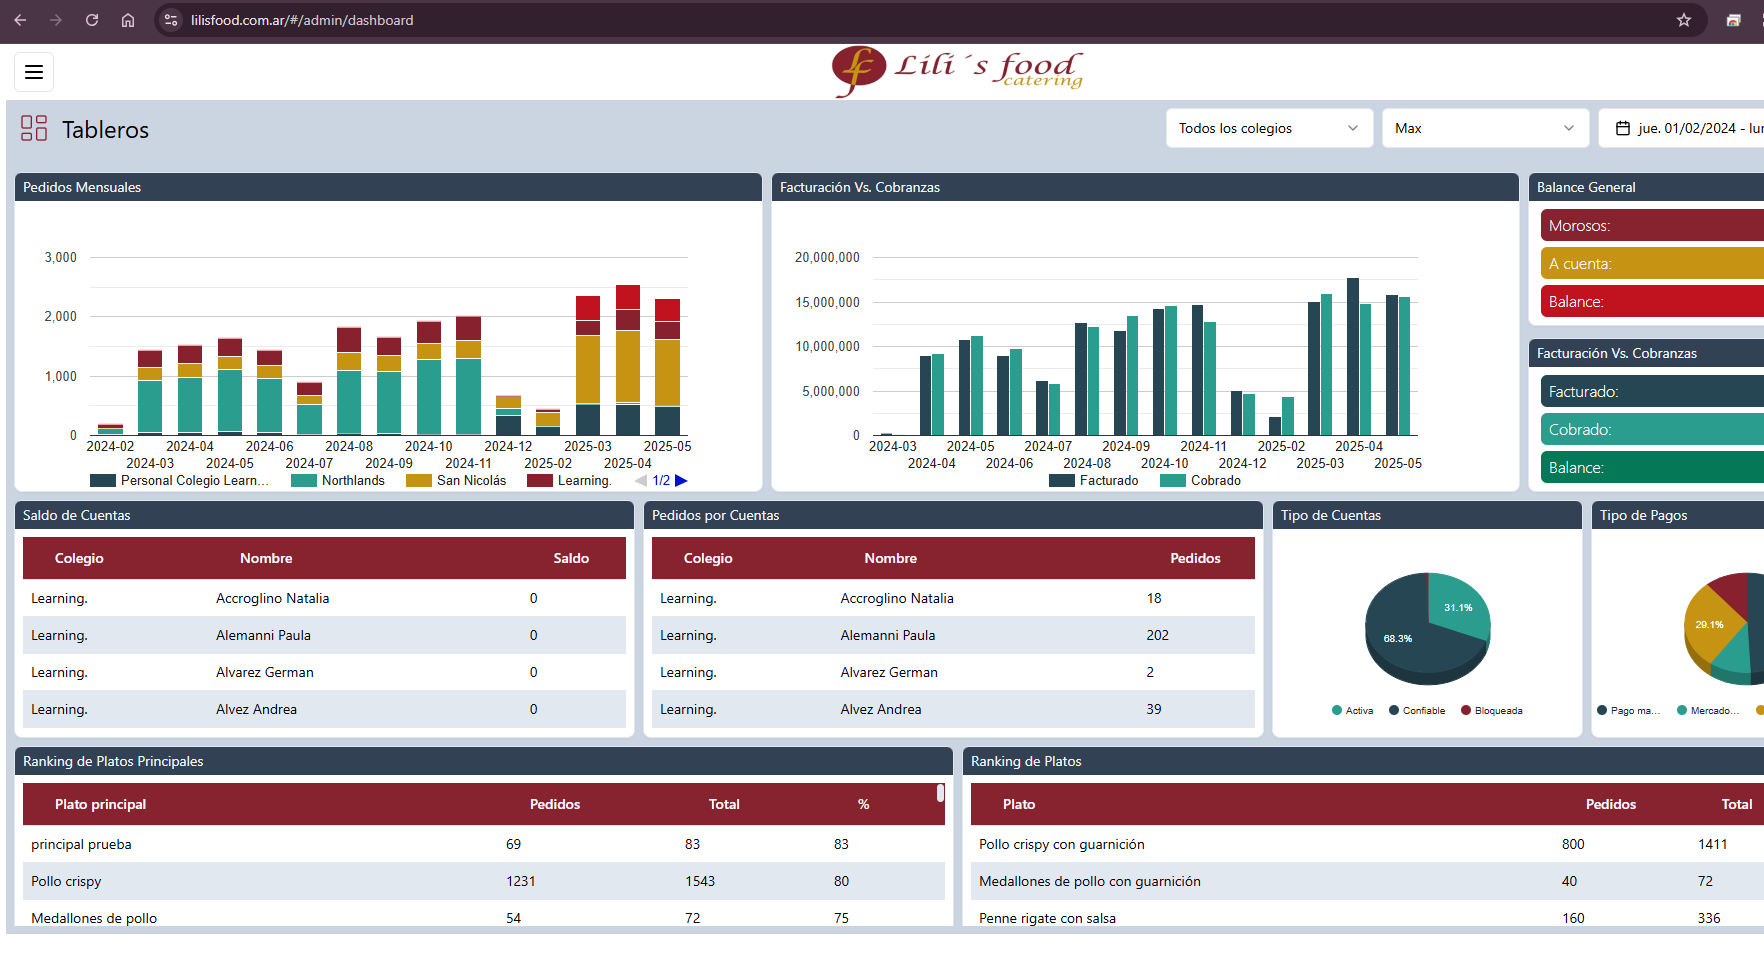 lilisfood.com.ar/#/admin/dashboard
Lili´s food
catering
Tableros
Todos los colegios
Max
jue. 01/02/2024 - lu
Pedidos Mensuales
3,000
2,000
1,000
0
2024-02 2024-04 2024-06 2024-08 2024-10 2024-12 2025-03 2025-05
2024-03 2024-05 2024-07 2024-09 2024-11 2025-02 2025-04
Personal Colegio Learn... Northlands San Nicolás Learning. 1/2
Facturación Vs. Cobranzas
20,000,000
15,000,000
10,000,000
5,000,000
0
2024-03 2024-05 2024-07 2024-09 2024-11 2025-02 2025-04
2024-04 2024-06 2024-08 2024-10 2024-12 2025-03 2025-05
Facturado Cobrado
Balance General
Morosos:
A cuenta:
Balance:
Facturación Vs. Cobranzas
Facturado:
Cobrado:
Balance:
Saldo de Cuentas
Colegio Nombre Saldo
Learning. Accroglino Natalia 0
Learning. Alemanni Paula 0
Learning. Alvarez German 0
Learning. Alvez Andrea 0
Pedidos por Cuentas
Colegio Nombre Pedidos
Learning. Accroglino Natalia 18
Learning. Alemanni Paula 202
Learning. Alvarez German 2
Learning. Alvez Andrea 39
Tipo de Cuentas
31.1%
68.3%
Activa Confiable Bloqueada
Tipo de Pagos
29.1%
Pago ma... Mercado...
Ranking de Platos Principales
Plato principal Pedidos Total %
principal prueba 69 83 83
Pollo crispy 1231 1543 80
Medallones de pollo 54 72 75
Ranking de Platos
Plato Pedidos Total
Pollo crispy con guarnición 800 1411
Medallones de pollo con guarnición 40 72
Penne rigate con salsa 160 336